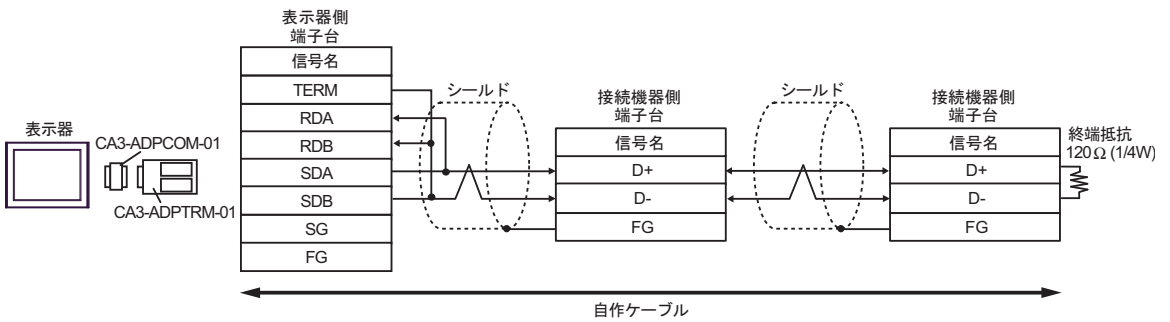 表示器
CA3-ADPCOM-01
CA3-ADPTRM-01
表示器側
端子台
信号名
TERM
RDA
RDB
SDA
SDB
SG
FG
シールド
接続機器側
端子台
信号名
D+
D-
FG
シールド
接続機器側
端子台
信号名
D+
D-
FG
終端抵抗
120Ω (1/4W)
自作ケーブル